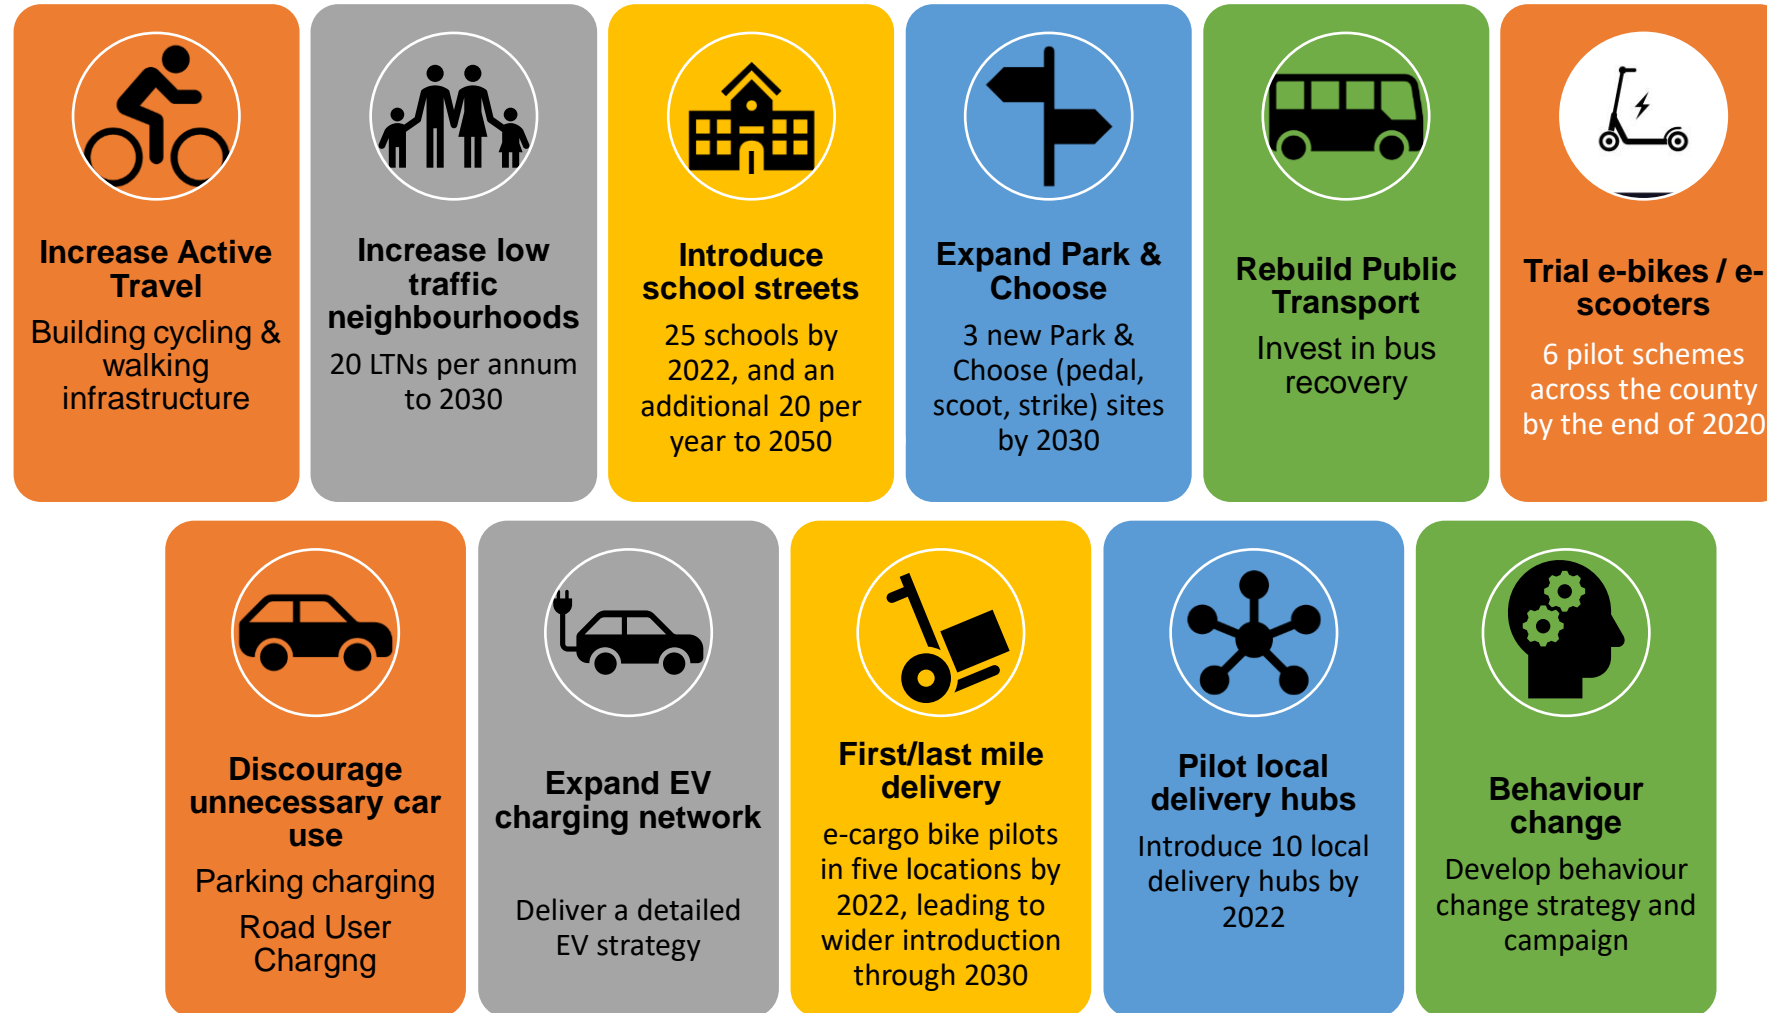 Increase Active
Travel
Building cycling &
walking
infrastructure
Increase low
traffic
neighbourhoods
20 LTNs per annum
to 2030
Introduce
school streets
25 schools by
2022, and an
additional 20 per
year to 2050
Expand Park &
Choose
3 new Park &
Choose (pedal,
scoot, strike) sites
by 2030
Rebuild Public
Transport
Invest in bus
recovery
Trial e-bikes / e-
scooters
6 pilot schemes
across the county
by the end of 2020
Discourage
unnecessary car
use
Parking charging
Road User
Chargng
Expand EV
charging network
Deliver a detailed
EV strategy
First/last mile
delivery
e-cargo bike pilots
in five locations by
2022, leading to
wider introduction
through 2030
Pilot local
delivery hubs
Introduce 10 local
delivery hubs by
2022
Behaviour
change
Develop behaviour
change strategy and
campaign